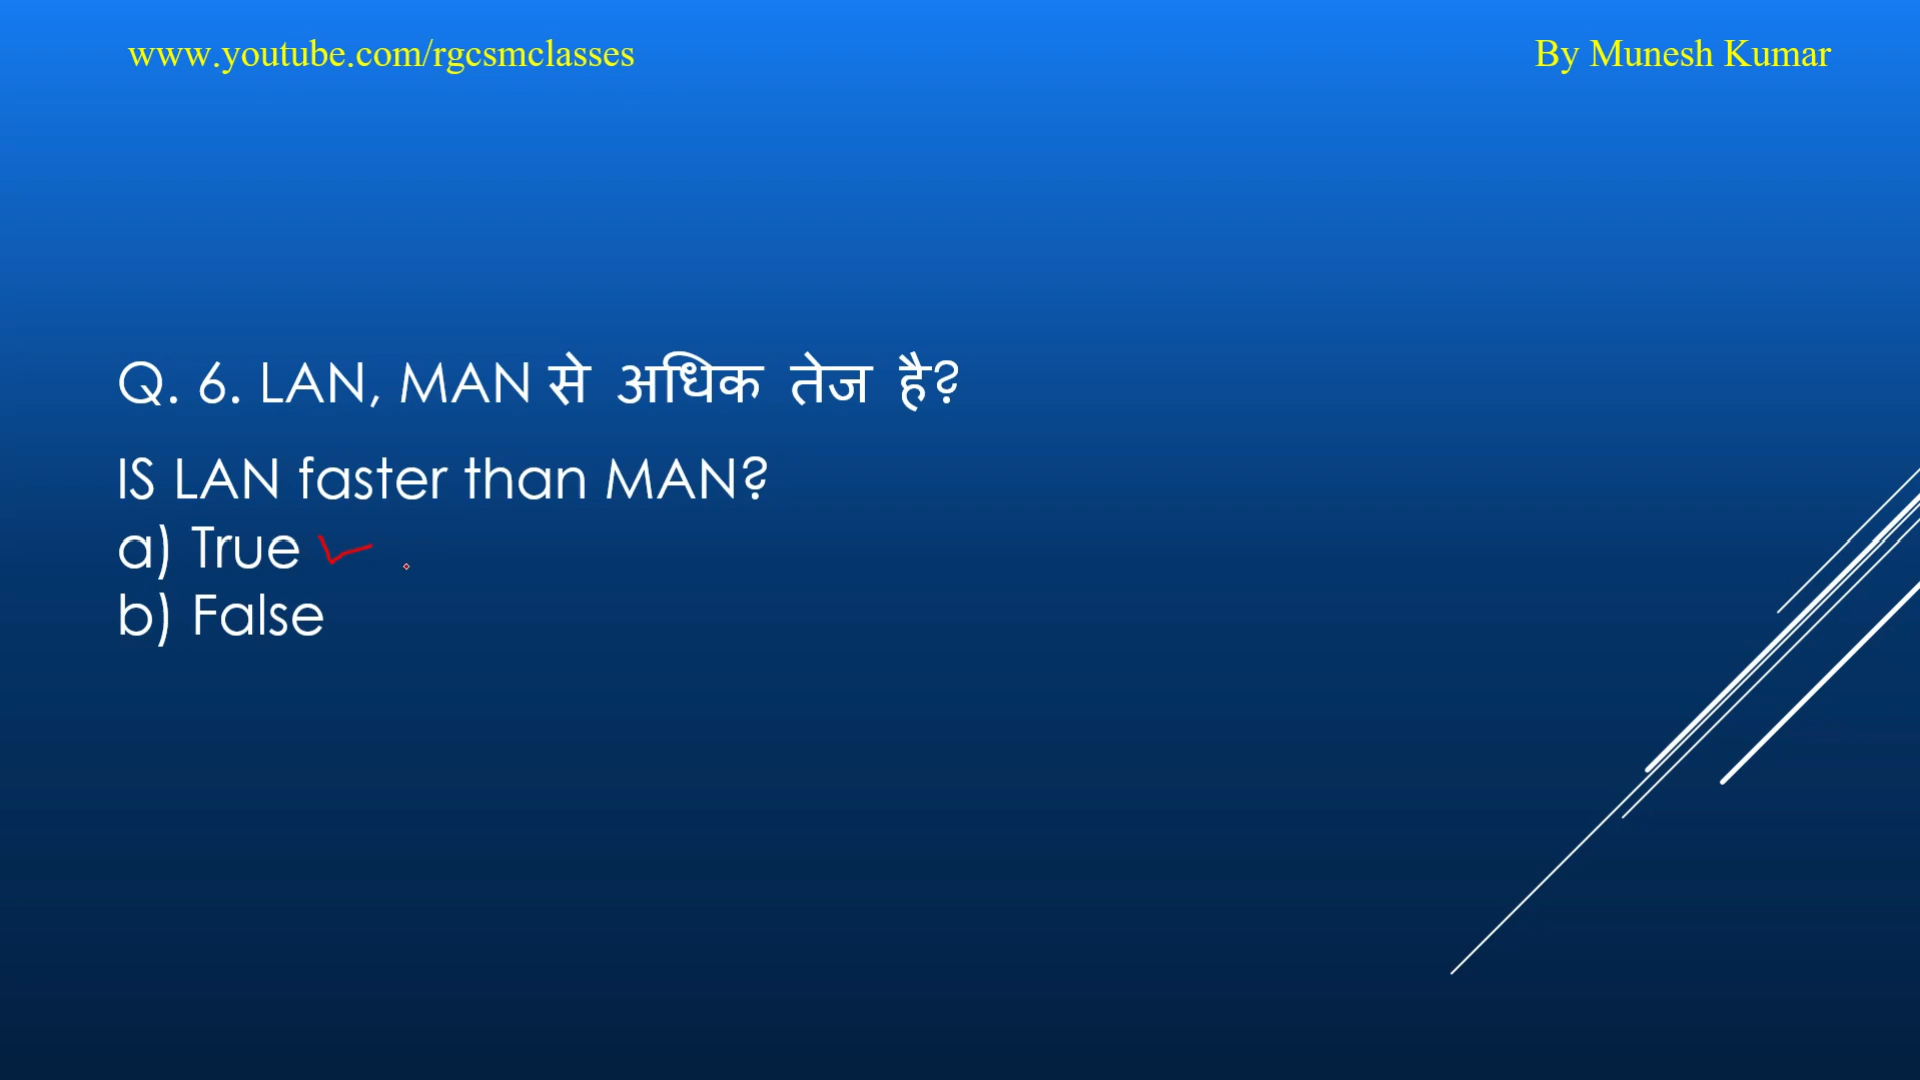 www.youtube.com/rgcsmclasses
By Munesh Kumar
Q. 6. LAN, MAN से अधिक तेज है?
IS LAN faster than MAN?
a) True
b) False